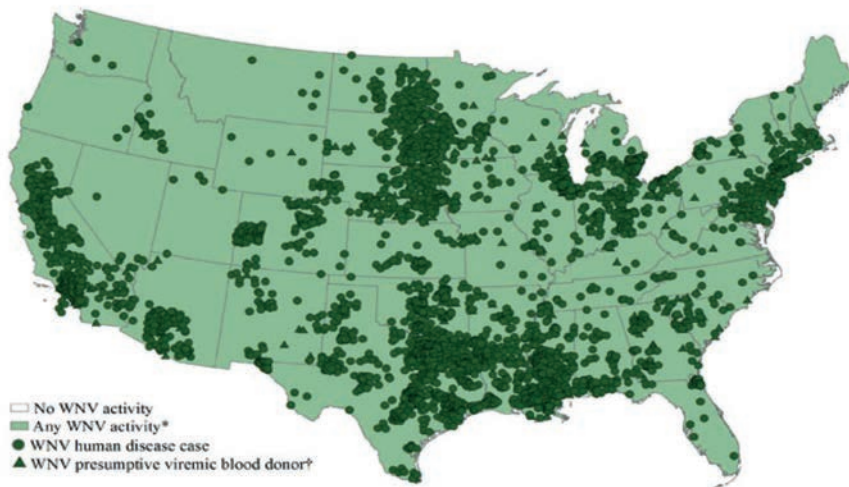 No WNV activity
Any WNV activity*
WNV human disease case
WNV presumptive viremic blood donor†